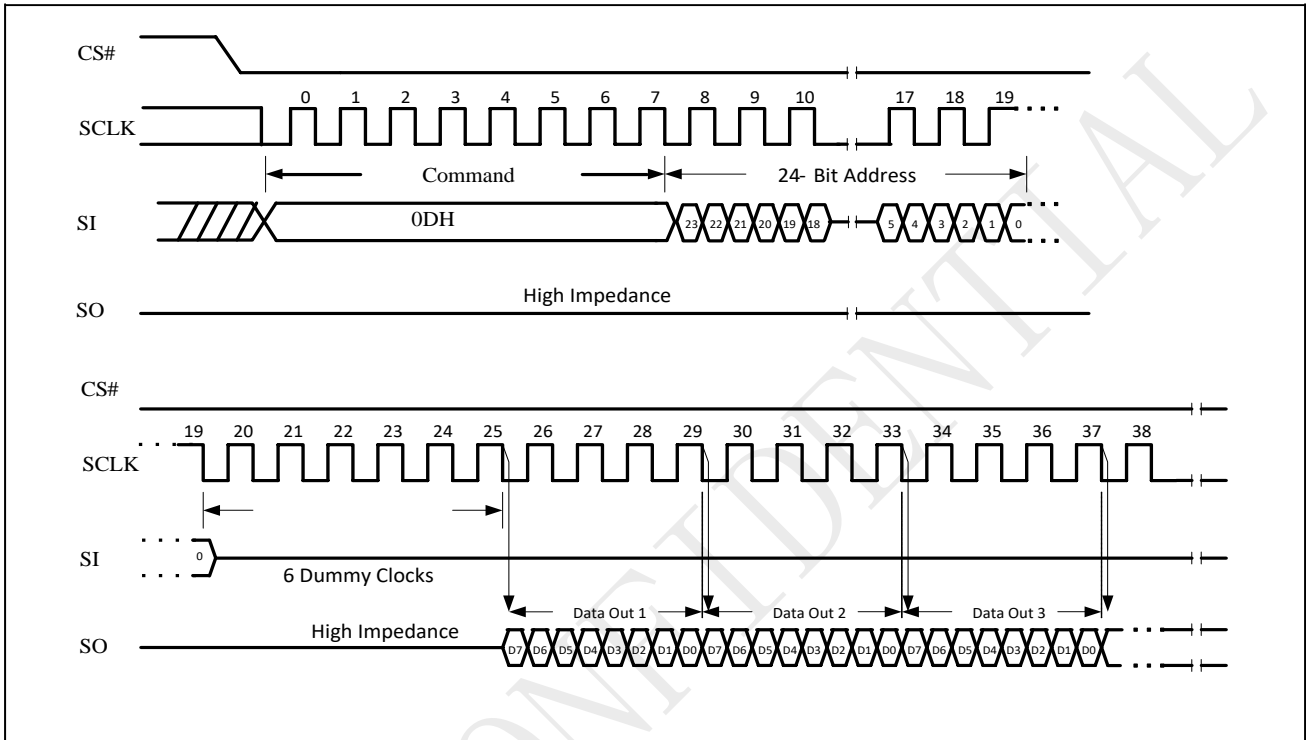 CS#
0 1 2 3 4 5 6 7 8 9 10 17 18 19
SCLK
Command
24- Bit Address
SI
0DH
23 22 21 20 19 18 5 4 3 2 1 0
High Impedance
SO
CS#
19 20 21 22 23 24 25 26 27 28 29 30 31 32 33 34 35 36 37 38
SCLK
SI
0
6 Dummy Clocks
Data Out 1 Data Out 2 Data Out 3
High Impedance
SO
D7 D6 D5 D4 D3 D2 D1 D0 D7 D6 D5 D4 D3 D2 D1 D0 D7 D6 D5 D4 D3 D2 D1 D0
ONFIDENTIAL